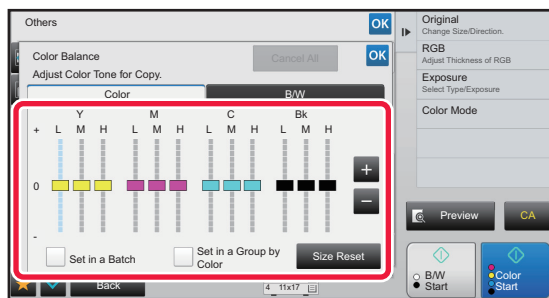 Others
OK
Color Balance
Cancel All
OK
Adjust Color Tone for Copy.
Color
B/W
Y M C Bk
+ L M H L M H L M H L M H
+
0
−
-
Set in a Batch
Set in a Group by
Color
Size Reset
Back
4 11x17
Original
Change Size/Direction.
RGB
Adjust Thickness of RGB
Exposure
Select Type/Exposure
Color Mode
Preview
CA
B/W
Start
Color
Start